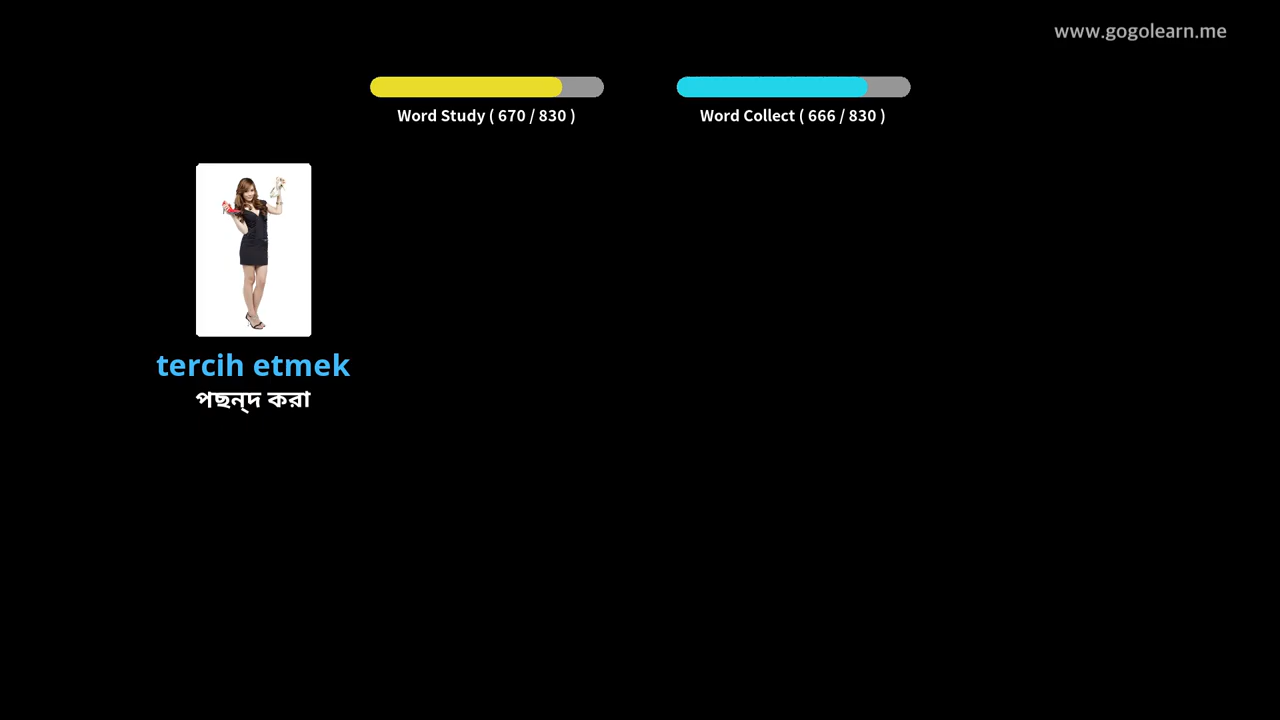 www.gogolearn.me
Word Study ( 670 / 830 )
Word Collect ( 666 / 830 )
tercih etmek
পছন্দ করা